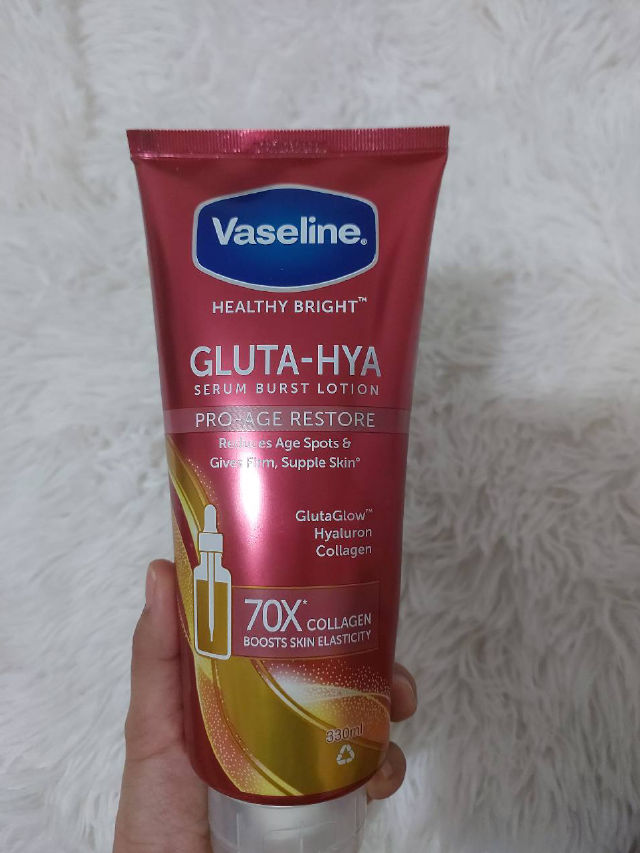 Vaseline.
HEALTHY BRIGHT™
GLUTA-HYA
SERUM BURST LOTION
PRO-AGE RESTORE
Reduces Age Spots &
Gives Firm, Supple Skin°
GlutaGlow™
Hyaluron
Collagen
70X* COLLAGEN
BOOSTS SKIN ELASTICITY
330ml